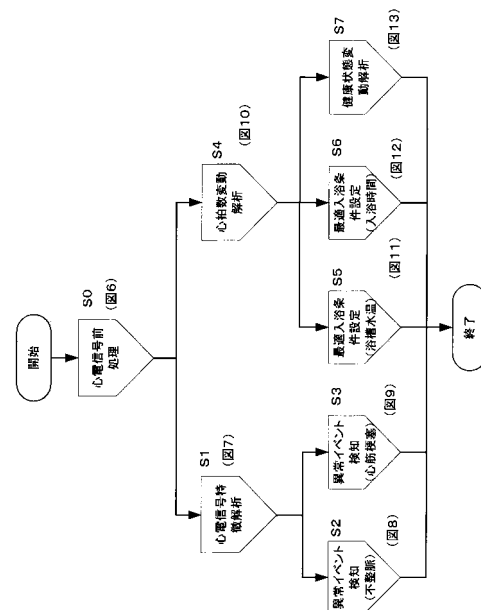 開始
S0
心電信号前
処理
(図6)
S1
心電信号特
徴解析
(図7)
S4
心拍数変動
解析
(図10)
S2
異常イベント
検知
(不整脈)
(図8)
S3
異常イベント
検知
(心筋梗塞)
(図9)
S5
最適入浴条
件設定
(浴槽水温)
(図11)
S6
最適入浴条
件設定
(入浴時間)
(図12)
S7
健康状態変
動解析
(図13)
終了